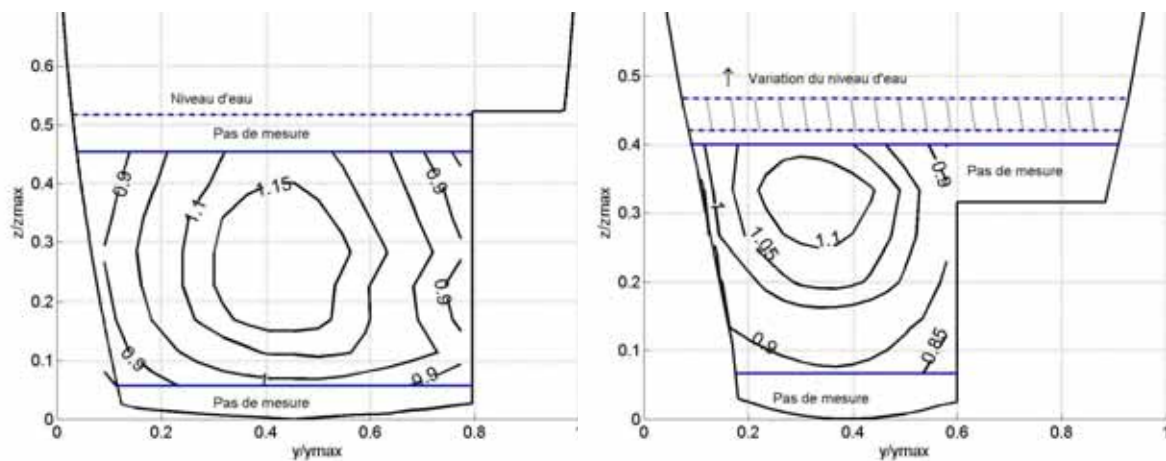 0.6
0.5
0.4
0.3
0.2
0.1
0
z/zmax
Niveau d'eau
Pas de mesure
0.9
1.1
1.15
0.9
0.9
0.9
1
0.9
Pas de mesure
0 0.2 0.4 0.6 0.8 1
y/ymax
0.5
0.4
0.3
0.2
0.1
0
z/zmax
↑ Variation du niveau d'eau
Pas de mesure
0.9
1
1.05
1.1
0.9
0.85
Pas de mesure
0 0.2 0.4 0.6 0.8 1
y/ymax